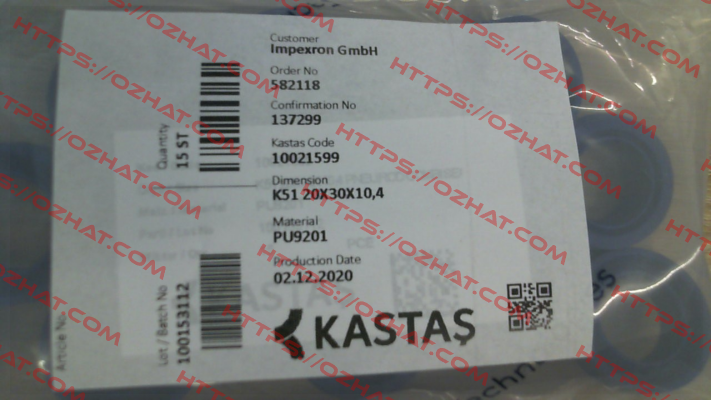 Customer
Impexron GmbH
Order No
582118
Confirmation No
137299
Kastas Code
10021599
Dimension
K51 20X30X10,4
Material
PU9201
Production Date
02.12.2020
KASTAŞ
Quantity
15 ST
Lot / Batch No
100153112
Article No
HTTPS://OZHAT.COM